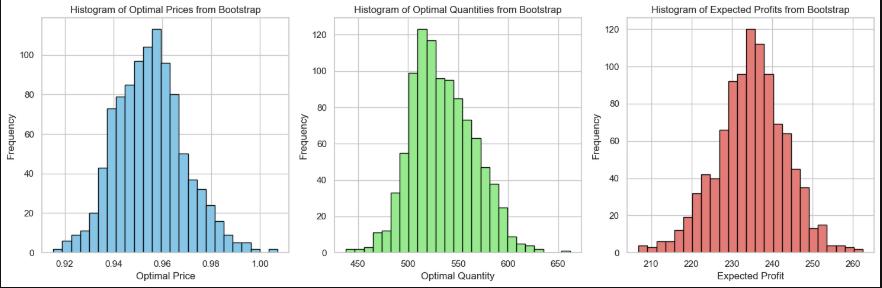 Histogram of Optimal Prices from Bootstrap
Frequency
100
80
60
40
20
0
0.92 0.94 0.96 0.98 1.00
Optimal Price
Histogram of Optimal Quantities from Bootstrap
Frequency
120
100
80
60
40
20
0
450 500 550 600 650
Optimal Quantity
Histogram of Expected Profits from Bootstrap
Frequency
120
100
80
60
40
20
0
210 220 230 240 250 260
Expected Profit